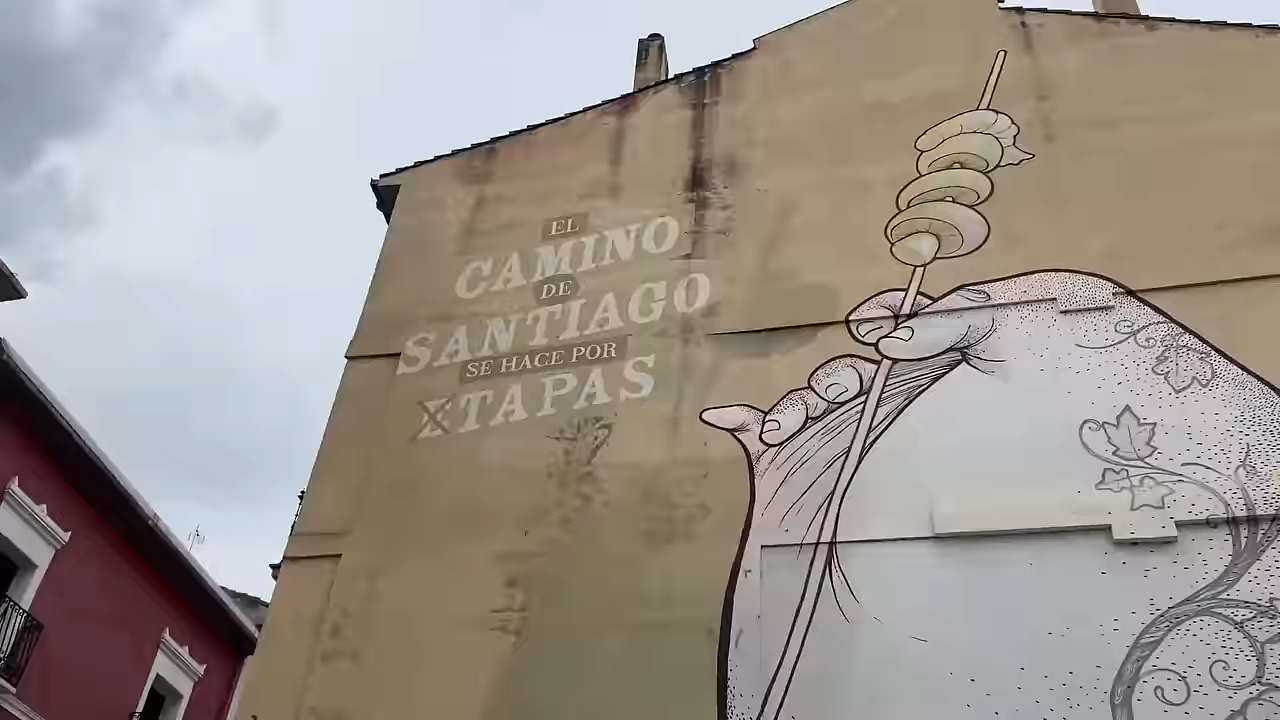 EL
CAMINO
DE
SANTIAGO
SE HACE POR
XTAPAS